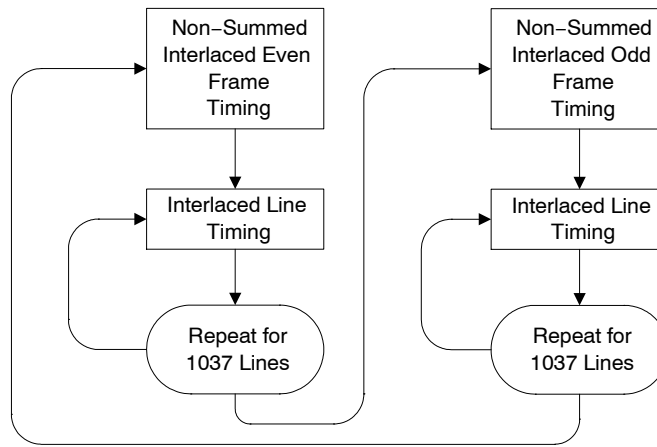 Non−Summed
Interlaced Even
Frame
Timing
Interlaced Line
Timing
Repeat for
1037 Lines
Non−Summed
Interlaced Odd
Frame
Timing
Interlaced Line
Timing
Repeat for
1037 Lines